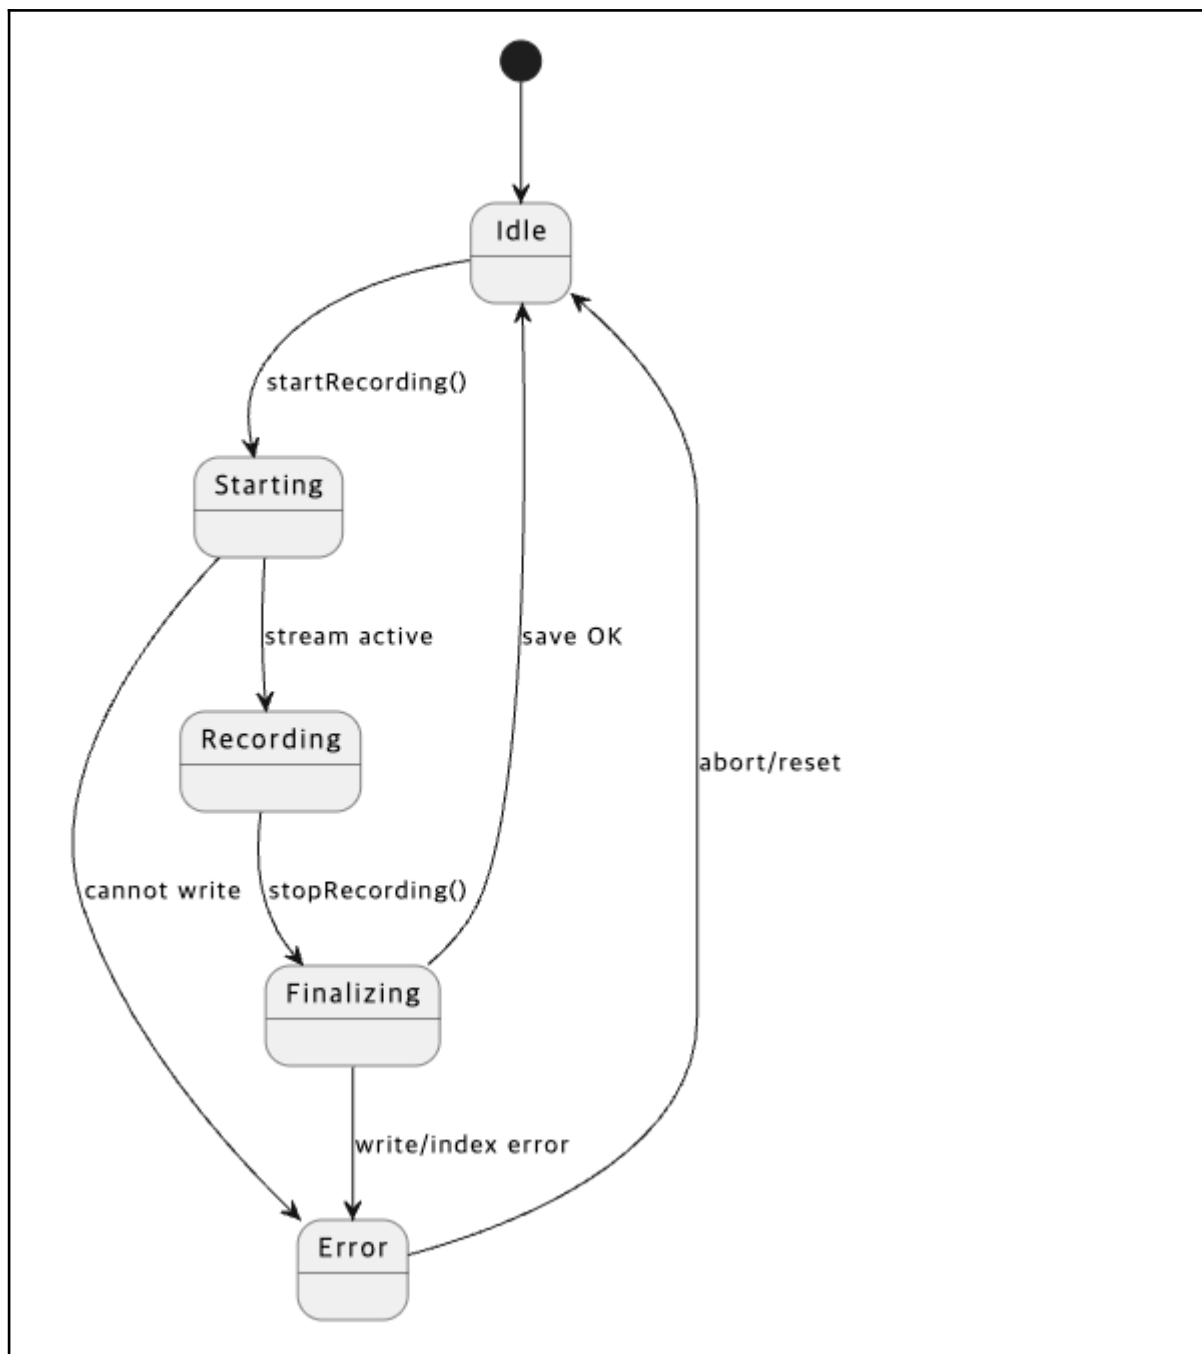 Idle
startRecording()
Starting
stream active
save OK
Recording
abort/reset
cannot write
stopRecording()
Finalizing
write/index error
Error